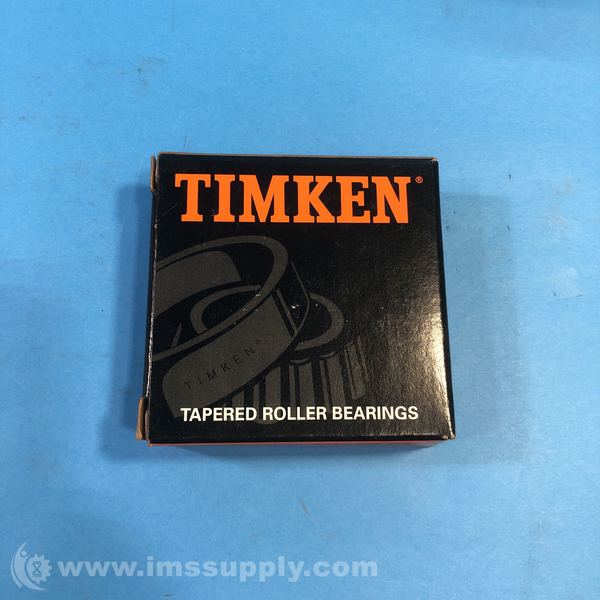 TIMKEN®
TIMKEN®
TAPERED ROLLER BEARINGS
www.imssupply.com